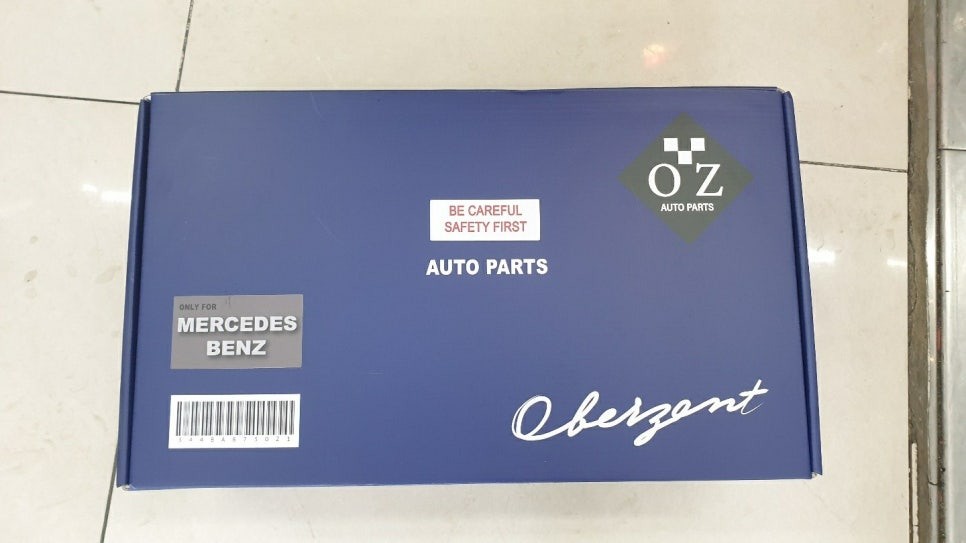 O Z
AUTO PARTS
BE CAREFUL
SAFETY FIRST
AUTO PARTS
ONLY FOR
MERCEDES
BENZ
Oberzent